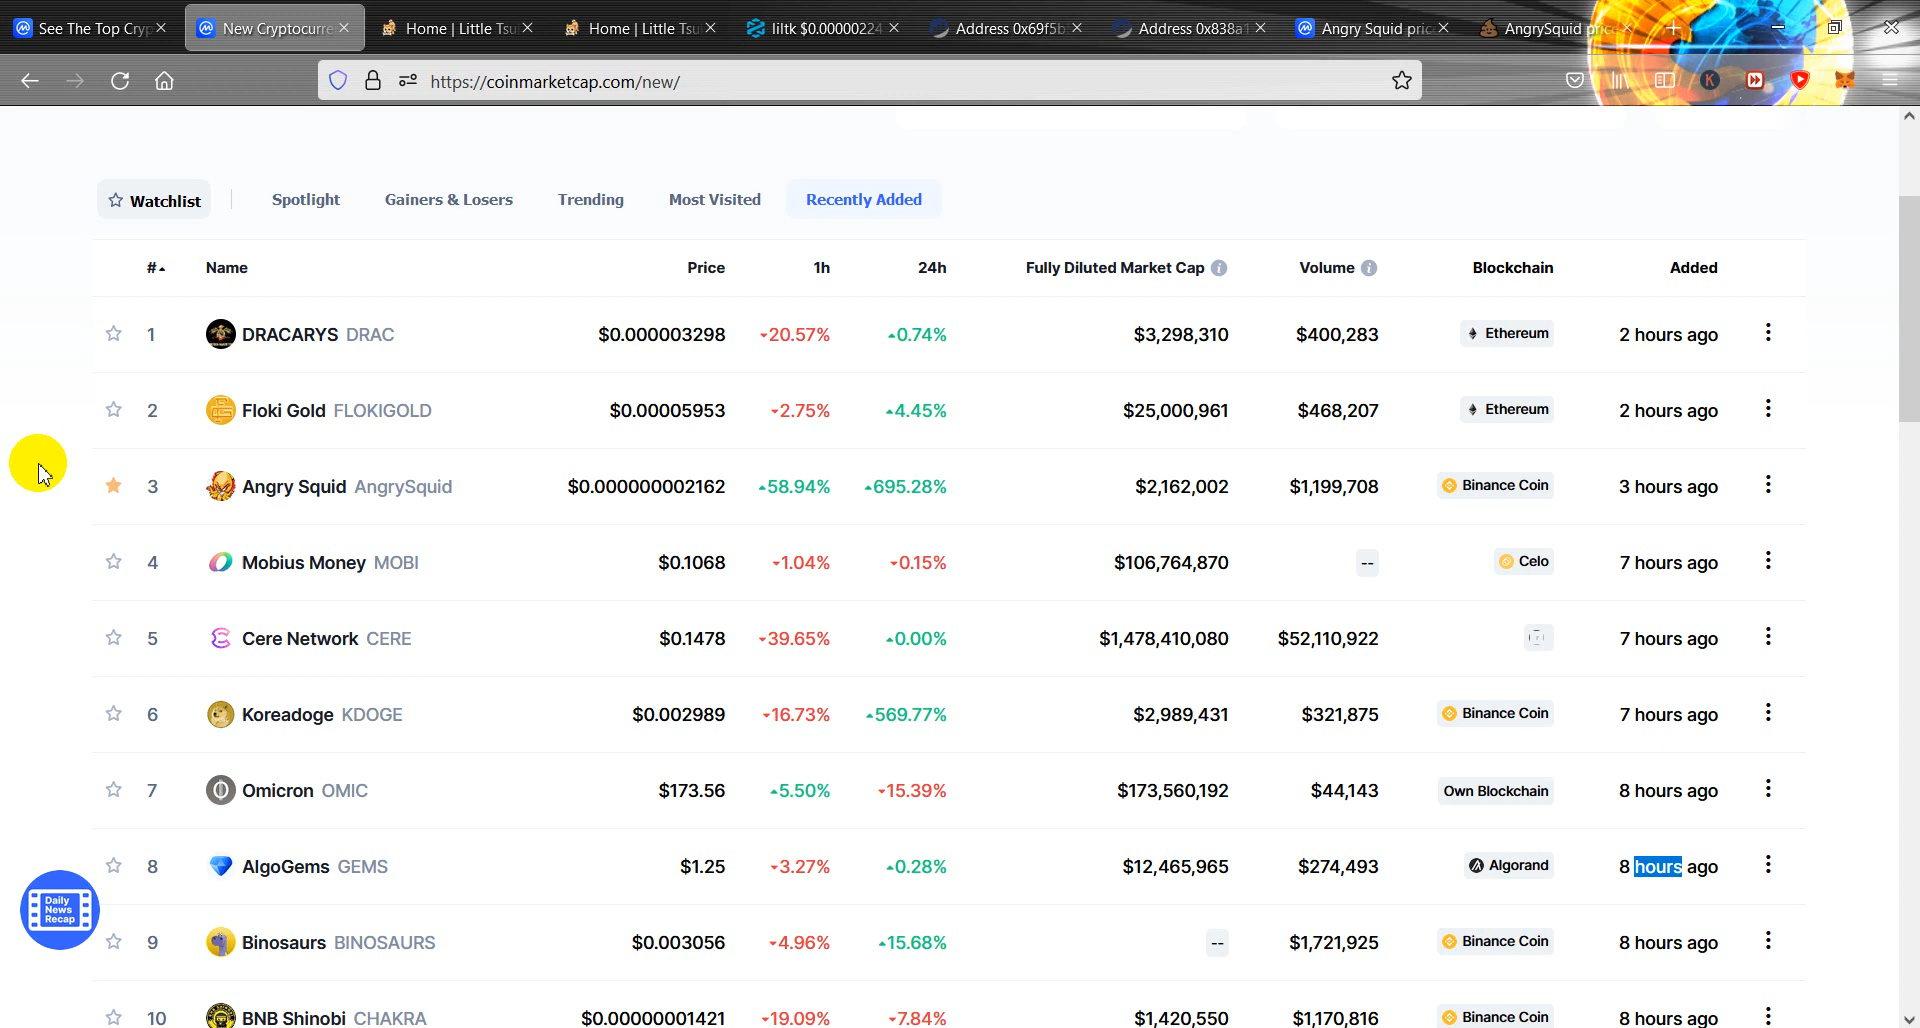 See The Top Cryp New Cryptocurre Home | Little Tsu Home | Little Tsu liltk $0.00000224 Address 0x69f5b Address 0x838a1 Angry Squid pric AngrySquid price
https://coinmarketcap.com/new/
Watchlist Spotlight Gainers & Losers Trending Most Visited Recently Added
# Name Price 1h 24h Fully Diluted Market Cap Volume Blockchain Added
1 DRACARYS DRAC $0.000003298 20.57% 0.74% $3,298,310 $400,283 Ethereum 2 hours ago
2 Floki Gold FLOKIGOLD $0.00005953 2.75% 4.45% $25,000,961 $468,207 Ethereum 2 hours ago
3 Angry Squid AngrySquid $0.000000002162 58.94% 695.28% $2,162,002 $1,199,708 Binance Coin 3 hours ago
4 Mobius Money MOBI $0.1068 1.04% 0.15% $106,764,870 -- Celo 7 hours ago
5 Cere Network CERE $0.1478 39.65% 0.00% $1,478,410,080 $52,110,922 7 hours ago
6 Koreadoge KDOGE $0.002989 16.73% 569.77% $2,989,431 $321,875 Binance Coin 7 hours ago
7 Omicron OMIC $173.56 5.50% 15.39% $173,560,192 $44,143 Own Blockchain 8 hours ago
8 AlgoGems GEMS $1.25 3.27% 0.28% $12,465,965 $274,493 Algorand 8 hours ago
Daily
News
Recap
9 Binosaurs BINOSAURS $0.003056 4.96% 15.68% -- $1,721,925 Binance Coin 8 hours ago
10 BNB Shinobi CHAKRA $0.00000001421 19.09% 7.84% $1,420,550 $1,170,816 Binance Coin 8 hours ago